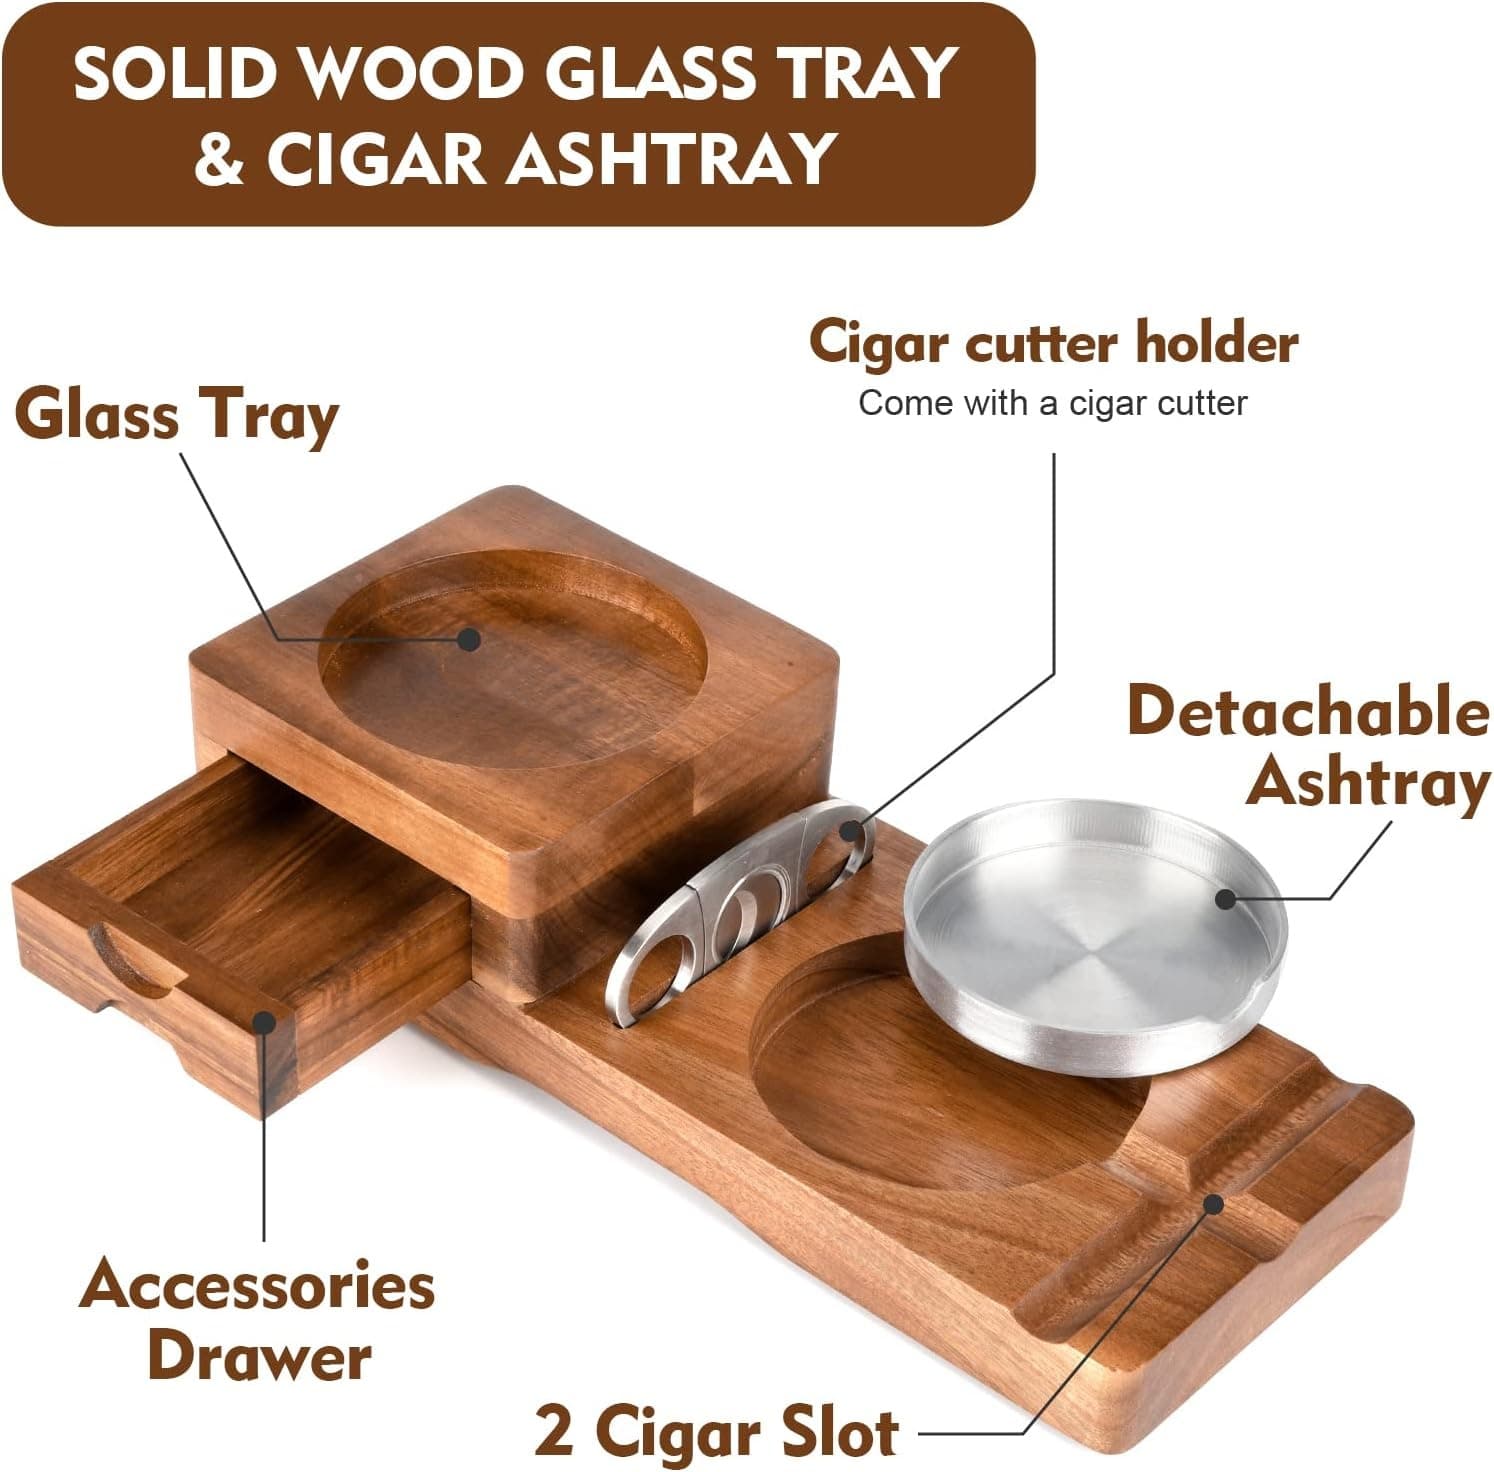 SOLID WOOD GLASS TRAY
& CIGAR ASHTRAY
Cigar cutter holder
Come with a cigar cutter
Glass Tray
Detachable
Ashtray
Accessories
Drawer
2 Cigar Slot